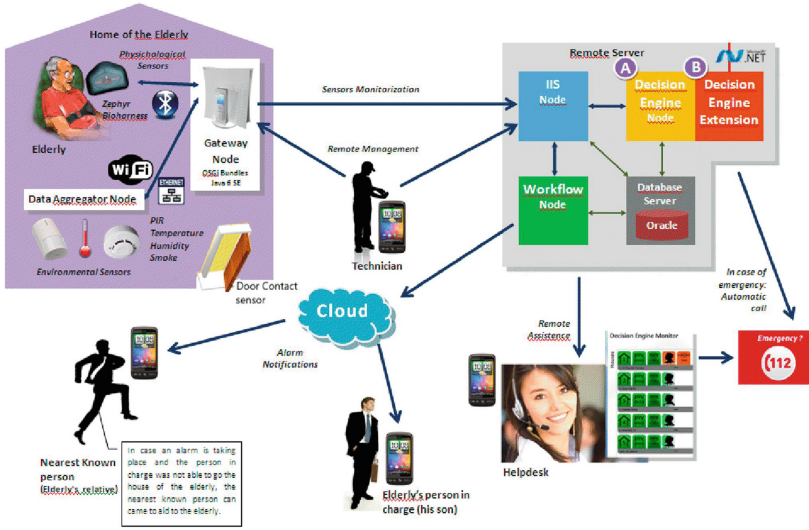 Home of the Elderly
Physichological
Sensors
Zephyr
Bioharness
Elderly
Gateway
Node
OSGi Bundles
Java 6 SE
WiFi
ETHERNET
Data Aggregator Node
PIR
Temperature
Humidity
Smoke
Environmental Sensors
Door Contact
sensor
Sensors Monitorization
Remote Management
Technician
Remote Server
Microsoft
.NET
A
B
IIS
Node
Decision
Engine
Node
Decision
Engine
Extension
Workflow
Node
Database
Server
Oracle
Cloud
Alarm
Notifications
Remote
Assistence
In case of
emergency:
Automatic
call
Decision Engine Monitor
Emergency ?
112
Helpdesk
Nearest Known
person
(Elderly's relative)
In case an alarm is taking
place and the person in
charge was not able to go the
house of the elderly, the
nearest known person can
came to aid to the elderly.
Elderly's person in
charge (his son)